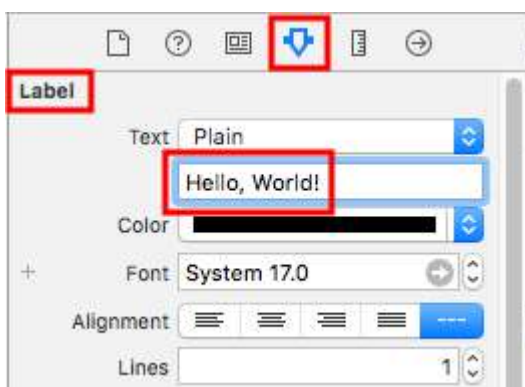 Label
Text Plain
Hello, World!
Color
+ Font System 17.0
Alignment ---
Lines 1